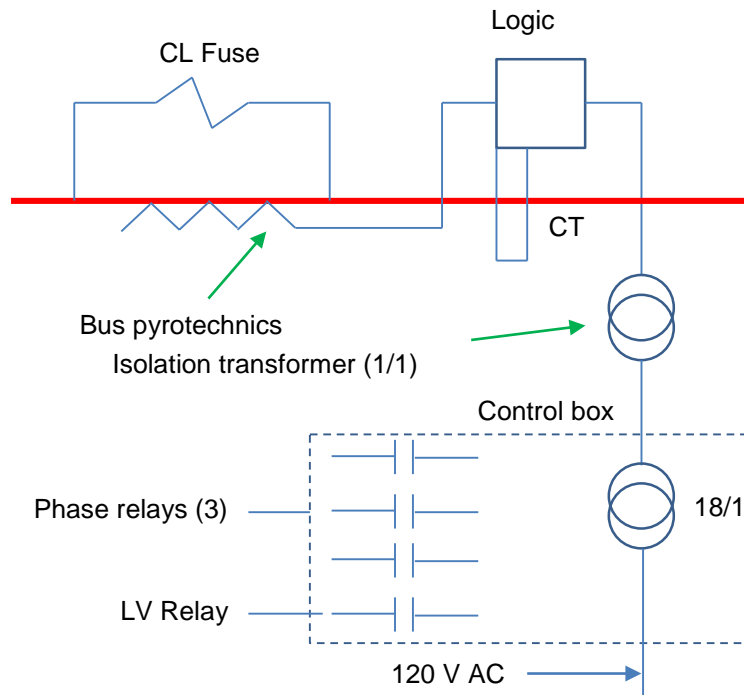 Logic
CL Fuse
CT
Bus pyrotechnics
Isolation transformer (1/1)
Control box
Phase relays (3)
18/1
LV Relay
120 V AC